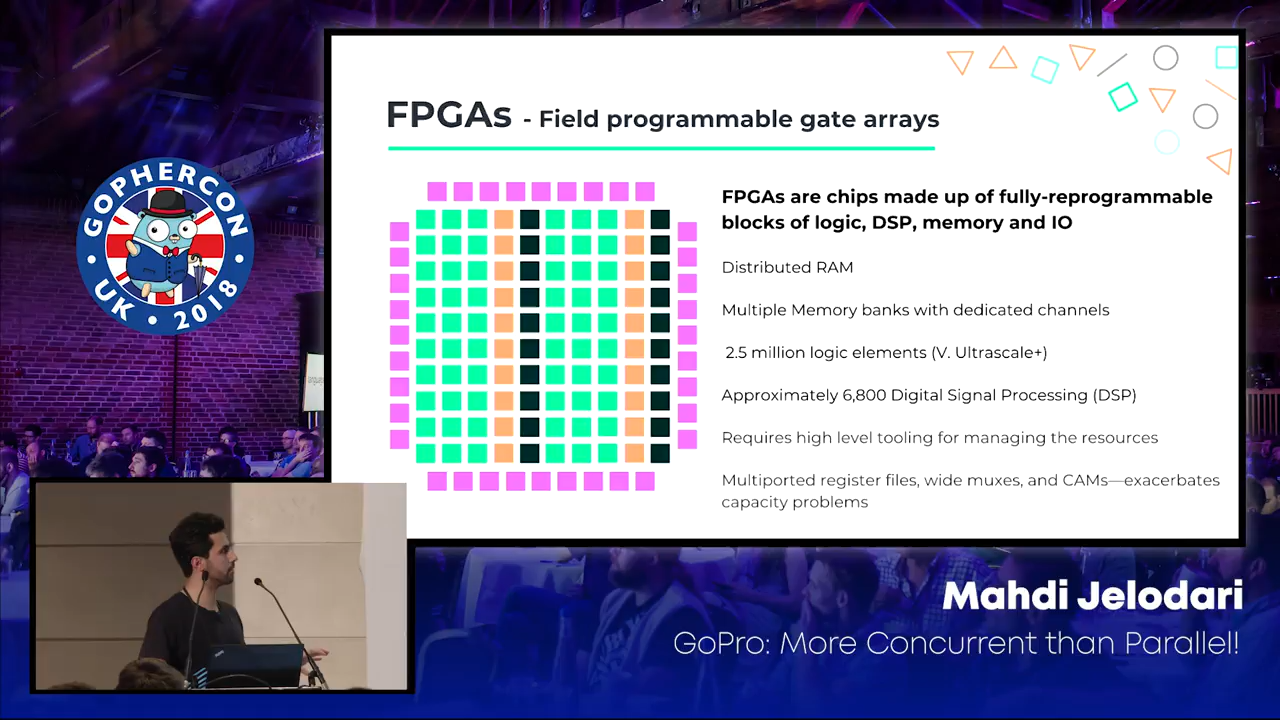 GOPHERCON
UK • 2018
FPGAs - Field programmable gate arrays
FPGAs are chips made up of fully-reprogrammable
blocks of logic, DSP, memory and IO
Distributed RAM
Multiple Memory banks with dedicated channels
2.5 million logic elements (V. Ultrascale+)
Approximately 6,800 Digital Signal Processing (DSP)
Requires high level tooling for managing the resources
Multiported register files, wide muxes, and CAMs—exacerbates
capacity problems
Mahdi Jelodari
GoPro: More Concurrent than Parallel!